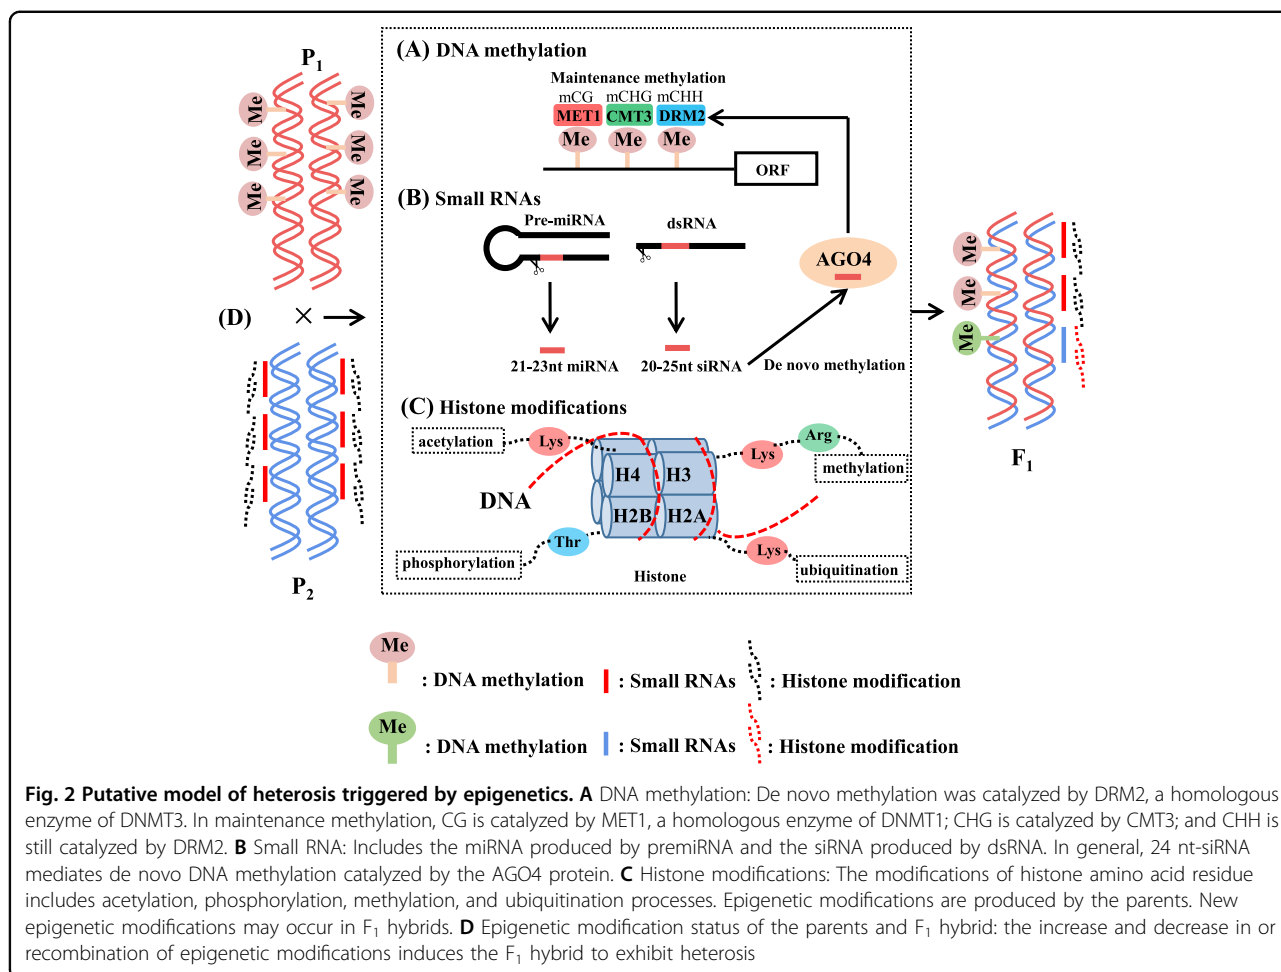 P1
Me
Me
Me
Me
Me
Me
(D)
×
P2
(A) DNA methylation
Maintenance methylation
mCG mCHG mCHH
MET1 CMT3 DRM2
Me Me Me
ORF
(B) Small RNAs
Pre-miRNA dsRNA
AGO4
21-23nt miRNA 20-25nt siRNA De novo methylation
(C) Histone modifications
acetylation Lys Lys Arg methylation
H4 H3
DNA
H2B H2A
phosphorylation Thr Lys ubiquitination
Histone
Me
Me
Me
F1
Me : DNA methylation : Small RNAs : Histone modification
Me : DNA methylation : Small RNAs : Histone modification
Fig. 2 Putative model of heterosis triggered by epigenetics. A DNA methylation: De novo methylation was catalyzed by DRM2, a homologous
enzyme of DNMT3. In maintenance methylation, CG is catalyzed by MET1, a homologous enzyme of DNMT1; CHG is catalyzed by CMT3; and CHH is
still catalyzed by DRM2. B Small RNA: Includes the miRNA produced by premiRNA and the siRNA produced by dsRNA. In general, 24 nt-siRNA
mediates de novo DNA methylation catalyzed by the AGO4 protein. C Histone modifications: The modifications of histone amino acid residue
includes acetylation, phosphorylation, methylation, and ubiquitination processes. Epigenetic modifications are produced by the parents. New
epigenetic modifications may occur in F1 hybrids. D Epigenetic modification status of the parents and F1 hybrid: the increase and decrease in or
recombination of epigenetic modifications induces the F1 hybrid to exhibit heterosis